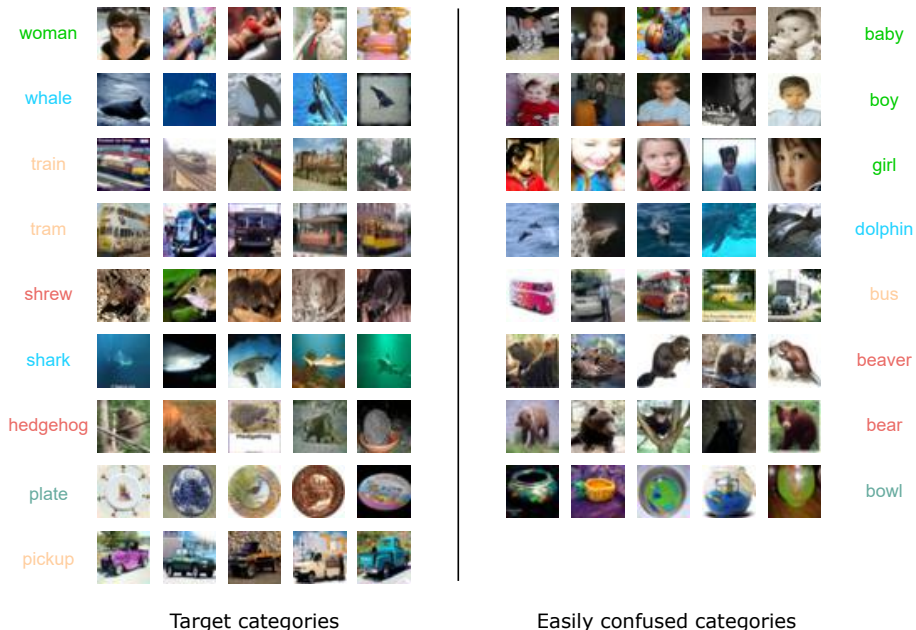 woman
whale
train
tram
shrew
shark
hedgehog
Hedgehog
plate
pickup
Target categories
baby
boy
girl
dolphin
bus
beaver
bear
bowl
Easily confused categories